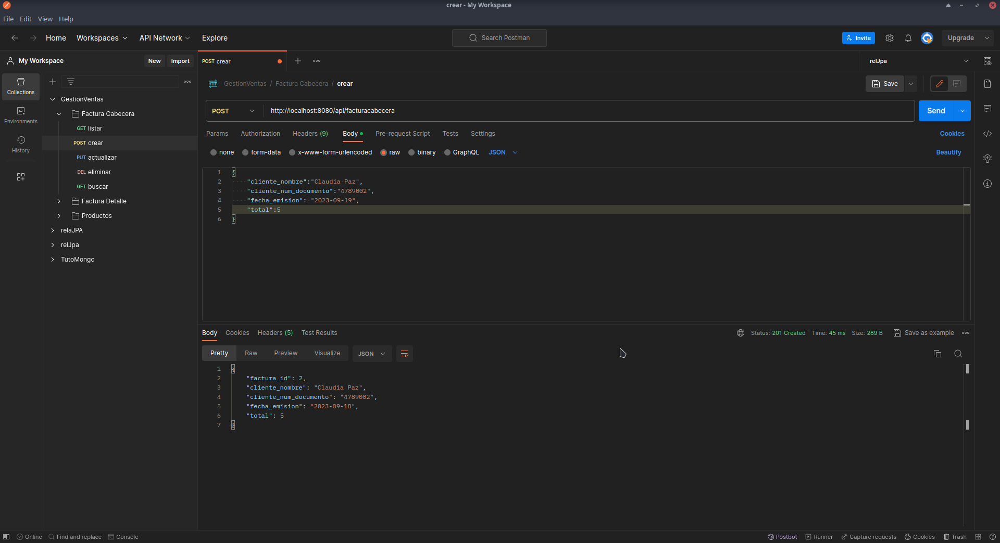 crear - My Workspace
File Edit View Help
Home Workspaces API Network Explore Search Postman Invite Upgrade
My Workspace New Import
POST crear relJpa
Collections
Environments
History
GestionVentas
Factura Cabecera
GET listar
POST crear
PUT actualizar
DEL eliminar
GET buscar
Factura Detalle
Productos
relaJPA
relJpa
TutoMongo
HTTP GestionVentas / Factura Cabecera / crear Save
POST http://localhost:8080/api/facturacabecera Send
Params Authorization Headers (9) Body Pre-request Script Tests Settings Cookies
none form-data x-www-form-urlencoded raw binary GraphQL JSON Beautify
1 {
2 "cliente_nombre":"Claudia Paz",
3 "cliente_num_documento":"4789002",
4 "fecha_emision": "2023-09-19",
5 "total":5
6 }
Body Cookies Headers (5) Test Results Status: 201 Created Time: 45 ms Size: 289 B Save as example
Pretty Raw Preview Visualize JSON
1 {
2 "factura_id": 2,
3 "cliente_nombre": "Claudia Paz",
4 "cliente_num_documento": "4789002",
5 "fecha_emision": "2023-09-18",
6 "total": 5
7 }
Online Find and replace Console Postbot Runner Capture requests Cookies Trash